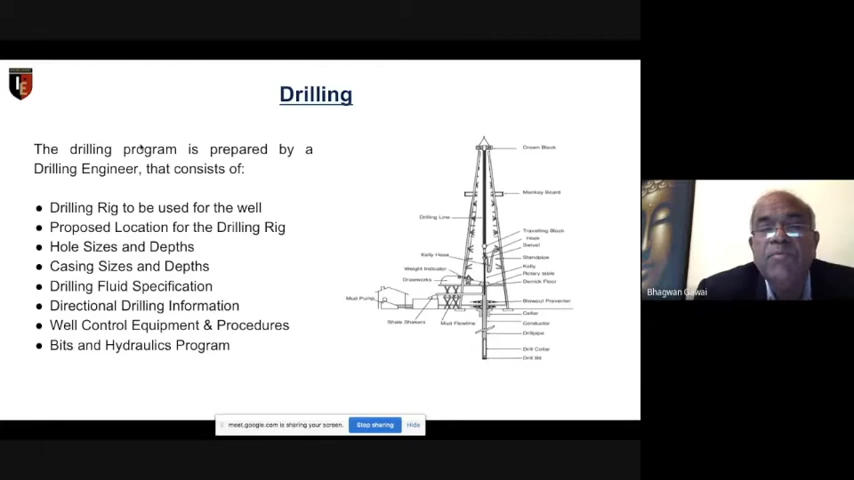 Drilling
The drilling program is prepared by a
Drilling Engineer, that consists of:
● Drilling Rig to be used for the well
● Proposed Location for the Drilling Rig
● Hole Sizes and Depths
● Casing Sizes and Depths
● Drilling Fluid Specification
● Directional Drilling Information
● Well Control Equipment & Procedures
● Bits and Hydraulics Program
Crown Block
Monkey Board
Drilling Line
Travelling Block
Hook
Swivel
Kelly Hose
Standpipe
Weight Indicator
Kelly
Rotary table
Drawworks
Derrick Floor
Mud Pump
Blowout Preventer
Cellar
Shale Shakers
Mud Flowline
Conductor
Drillpipe
Drill Collar
Drill Bit
Bhagwan Gawai
meet.google.com is sharing your screen.
Stop sharing
Hide